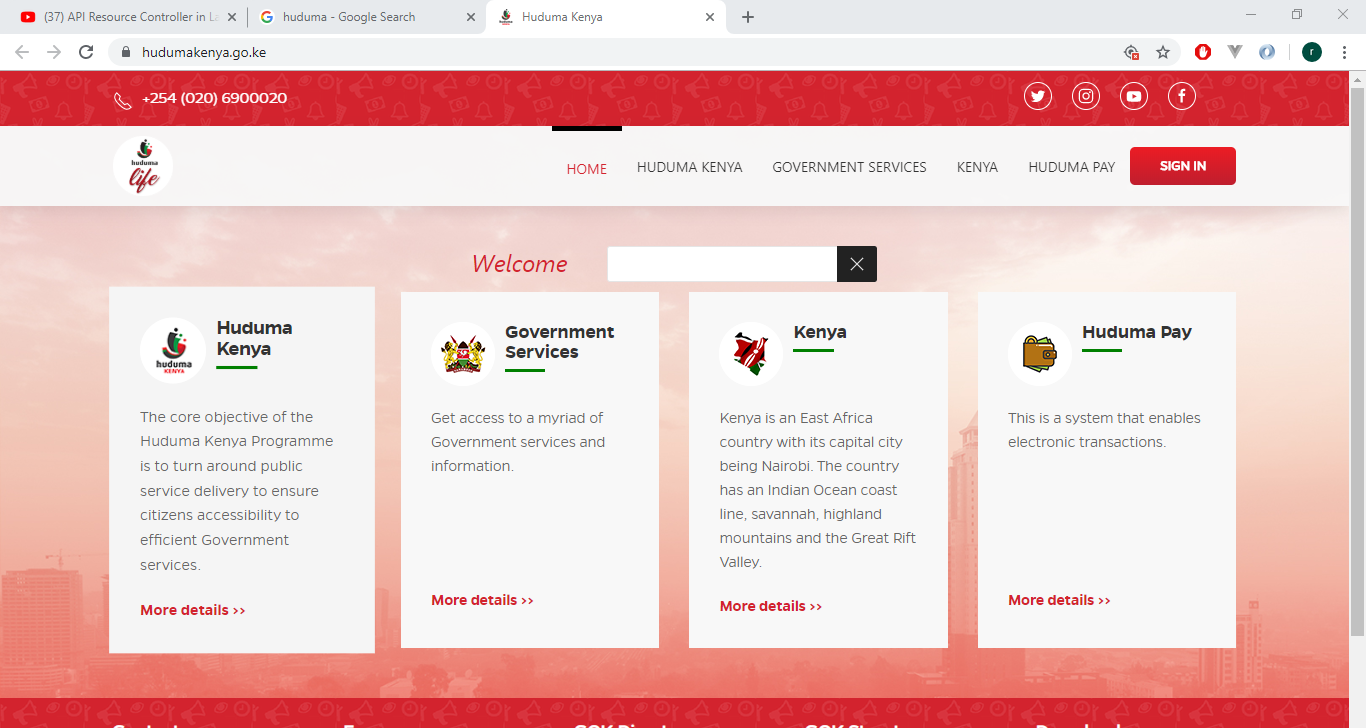 (37) API Resource Controller in La
huduma - Google Search
Huduma Kenya
hudumakenya.go.ke
r
+254 (020) 6900020
huduma
life
HOME
HUDUMA KENYA
GOVERNMENT SERVICES
KENYA
HUDUMA PAY
SIGN IN
Welcome
huduma
KENYA
Huduma
Kenya
The core objective of the
Huduma Kenya Programme
is to turn around public
service delivery to ensure
citizens accessibility to
efficient Government
services.
More details >>
Government
Services
Get access to a myriad of
Government services and
information.
More details >>
Kenya
Kenya is an East Africa
country with its capital city
being Nairobi. The country
has an Indian Ocean coast
line, savannah, highland
mountains and the Great Rift
Valley.
More details >>
Huduma Pay
This is a system that enables
electronic transactions.
More details >>